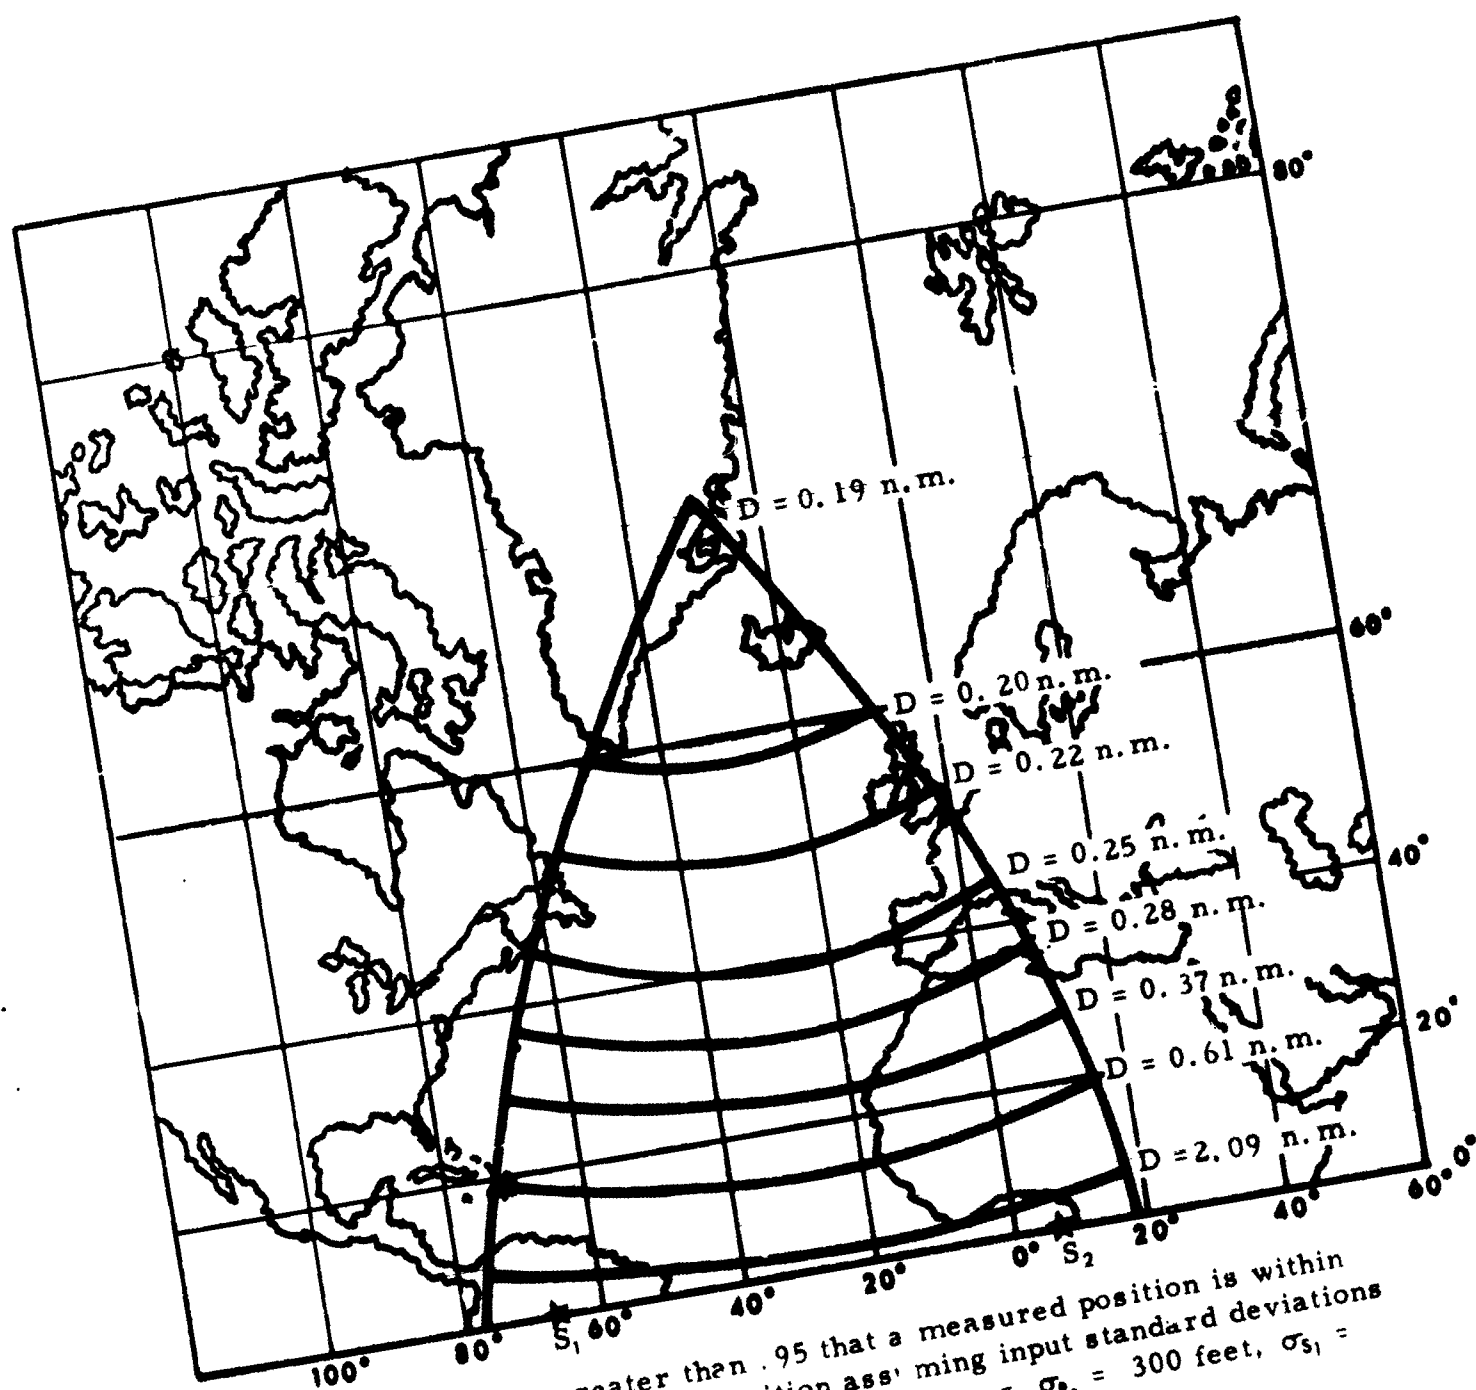 80°
D = 0.19 n.m.
60°
D = 0.20 n.m.
D = 0.22 n.m.
D = 0.25 n.m.
40°
D = 0.28 n.m.
D = 0.37 n.m.
20°
D = 0.61 n.m.
D = 2.09 n.m.
0°
100° 80° S₁ 60° 40° 20° 0° S₂ 20° 40° 60°
than .95 that a measured position is within
input standard deviations
= 300 feet, σS₁ =